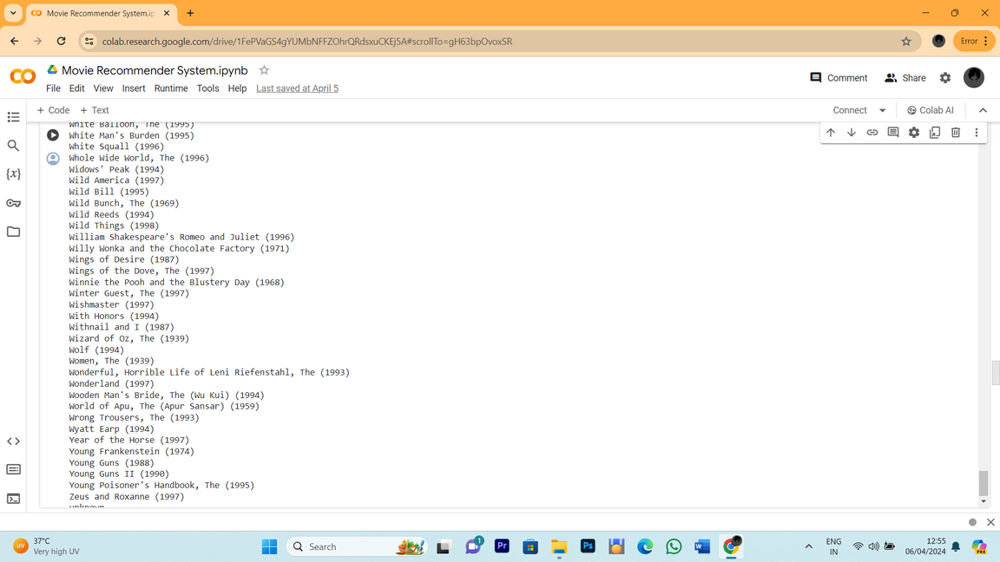 Movie Recommender System.ip
colab.research.google.com/drive/1FePVaGS4gYUMbNFFZOhrQRdsxuCKEj5A#scrollTo=gH63bpOvoxSR
Error
Movie Recommender System.ipynb
File Edit View Insert Runtime Tools Help Last saved at April 5
Comment Share
+ Code + Text
Connect Colab AI
White Balloon, The (1995)
White Man's Burden (1995)
White Squall (1996)
Whole Wide World, The (1996)
Widows' Peak (1994)
Wild America (1997)
Wild Bill (1995)
Wild Bunch, The (1969)
Wild Reeds (1994)
Wild Things (1998)
William Shakespeare's Romeo and Juliet (1996)
Willy Wonka and the Chocolate Factory (1971)
Wings of Desire (1987)
Wings of the Dove, The (1997)
Winnie the Pooh and the Blustery Day (1968)
Winter Guest, The (1997)
Wishmaster (1997)
With Honors (1994)
Withnail and I (1987)
Wizard of Oz, The (1939)
Wolf (1994)
Women, The (1939)
Wonderful, Horrible Life of Leni Riefenstahl, The (1993)
Wonderland (1997)
Wooden Man's Bride, The (Wu Kui) (1994)
World of Apu, The (Apur Sansar) (1959)
Wrong Trousers, The (1993)
Wyatt Earp (1994)
Year of the Horse (1997)
Young Frankenstein (1974)
Young Guns (1988)
Young Guns II (1990)
Young Poisoner's Handbook, The (1995)
Zeus and Roxanne (1997)
unknown
{x}
UV
37°C
Very high UV
Search
1
Pr
Ps
W
ENG
IN
12:55
06/04/2024
PRE